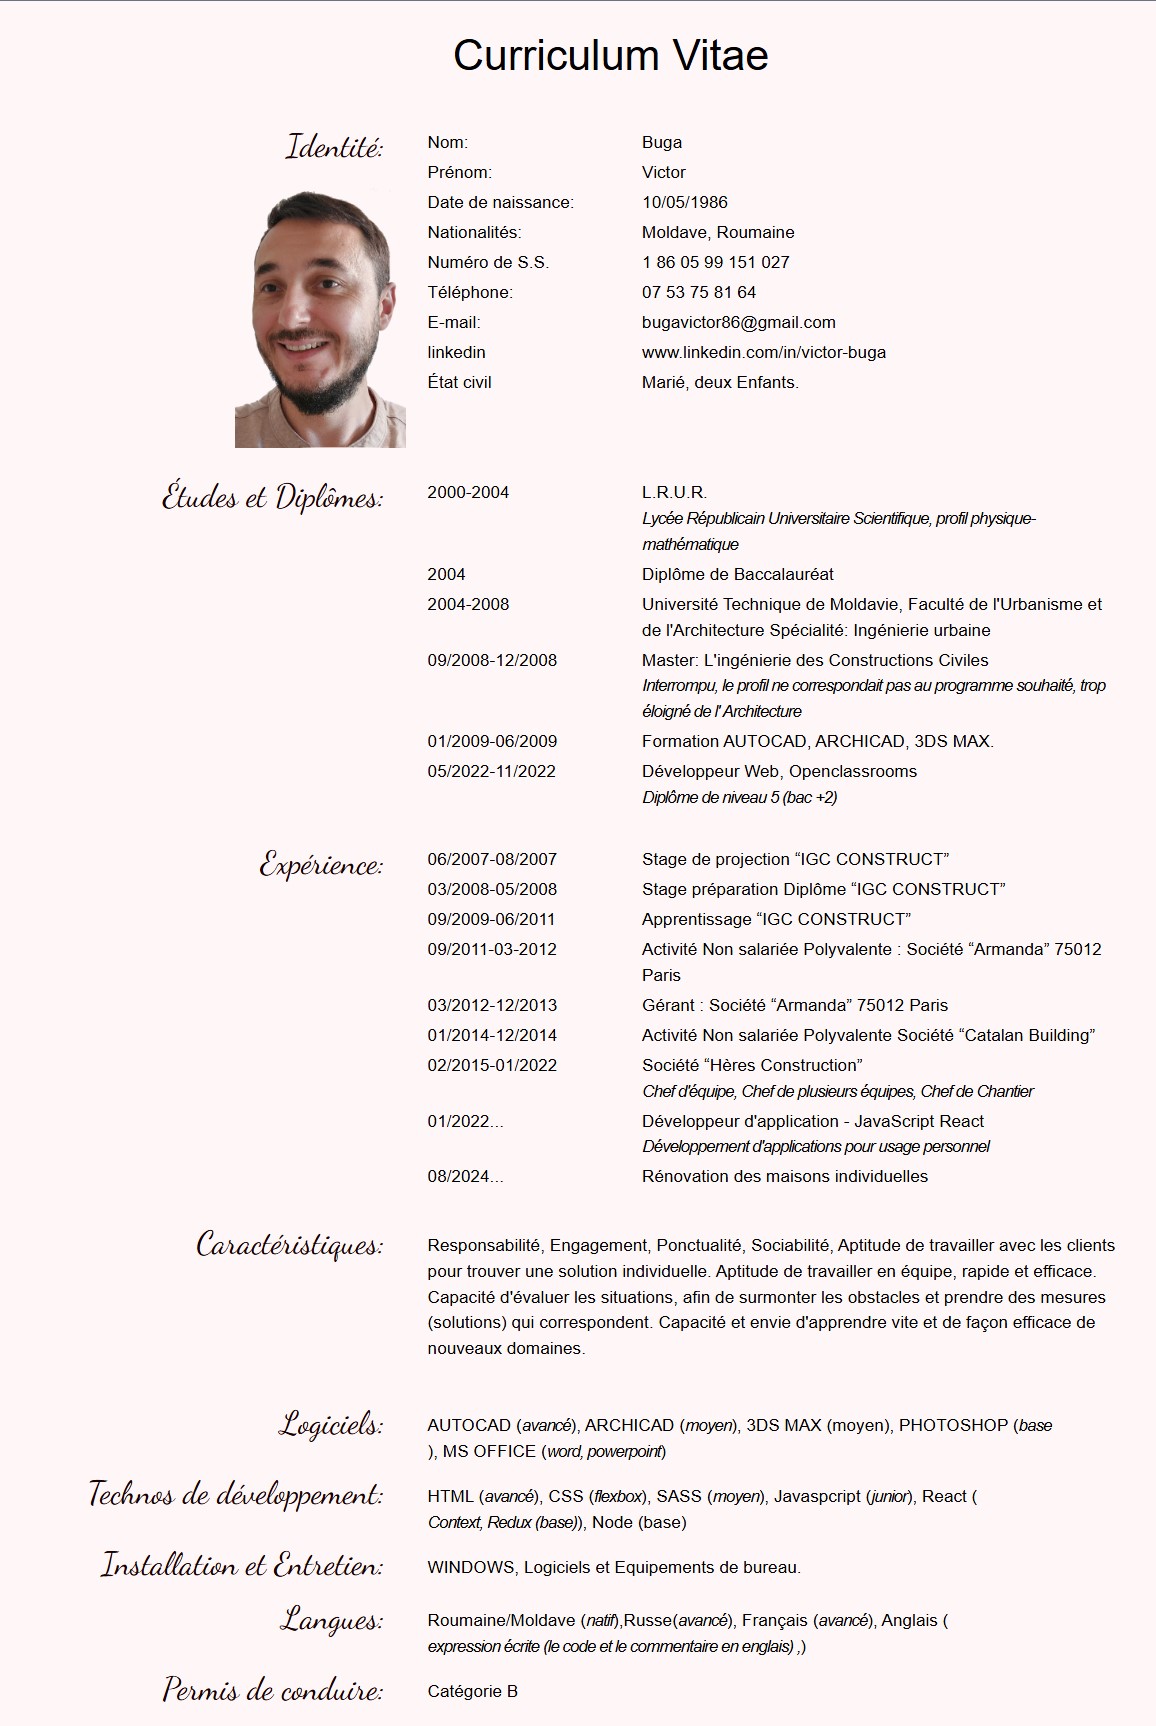 Curriculum Vitae
Identité:
Nom: Buga
Prénom: Victor
Date de naissance: 10/05/1986
Nationalités: Moldave, Roumaine
Numéro de S.S. 1 86 05 99 151 027
Téléphone: 07 53 75 81 64
E-mail: bugavictor86@gmail.com
linkedin www.linkedin.com/in/victor-buga
État civil Marié, deux Enfants.
Études et Diplômes:
2000-2004 L.R.U.R.
Lycée Républicain Universitaire Scientifique, profil physique-
mathématique
2004 Diplôme de Baccalauréat
2004-2008 Université Technique de Moldavie, Faculté de l'Urbanisme et
de l'Architecture Spécialité: Ingénierie urbaine
09/2008-12/2008 Master: L'ingénierie des Constructions Civiles
Interrompu, le profil ne correspondait pas au programme souhaité, trop
éloigné de l' Architecture
01/2009-06/2009 Formation AUTOCAD, ARCHICAD, 3DS MAX.
05/2022-11/2022 Développeur Web, Openclassrooms
Diplôme de niveau 5 (bac +2)
Expérience:
06/2007-08/2007 Stage de projection “IGC CONSTRUCT”
03/2008-05/2008 Stage préparation Diplôme “IGC CONSTRUCT”
09/2009-06/2011 Apprentissage “IGC CONSTRUCT”
09/2011-03-2012 Activité Non salariée Polyvalente : Société “Armanda” 75012
Paris
03/2012-12/2013 Gérant : Société “Armanda” 75012 Paris
01/2014-12/2014 Activité Non salariée Polyvalente Société “Catalan Building”
02/2015-01/2022 Société “Hères Construction”
Chef d'équipe, Chef de plusieurs équipes, Chef de Chantier
01/2022... Développeur d'application - JavaScript React
Développement d'applications pour usage personnel
08/2024... Rénovation des maisons individuelles
Caractéristiques:
Responsabilité, Engagement, Ponctualité, Sociabilité, Aptitude de travailler avec les clients
pour trouver une solution individuelle. Aptitude de travailler en équipe, rapide et efficace.
Capacité d'évaluer les situations, afin de surmonter les obstacles et prendre des mesures
(solutions) qui correspondent. Capacité et envie d'apprendre vite et de façon efficace de
nouveaux domaines.
Logiciels:
AUTOCAD (avancé), ARCHICAD (moyen), 3DS MAX (moyen), PHOTOSHOP (base
), MS OFFICE (word, powerpoint)
Technos de développement:
HTML (avancé), CSS (flexbox), SASS (moyen), Javaspcript (junior), React (
Context, Redux (base)), Node (base)
Installation et Entretien:
WINDOWS, Logiciels et Equipements de bureau.
Langues:
Roumaine/Moldave (natif),Russe(avancé), Français (avancé), Anglais (
expression écrite (le code et le commentaire en englais) ,)
Permis de conduire:
Catégorie B